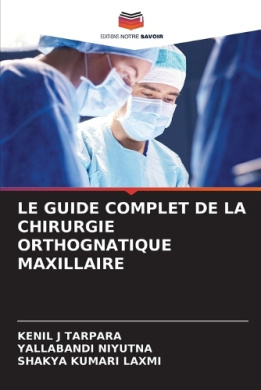 EDITIONS NOTRE SAVOIR
LE GUIDE COMPLET DE LA
CHIRURGIE
ORTHOGNATIQUE
MAXILLAIRE
KENIL J TARPARA
YALLABANDI NIYUTNA
SHAKYA KUMARI LAXMI